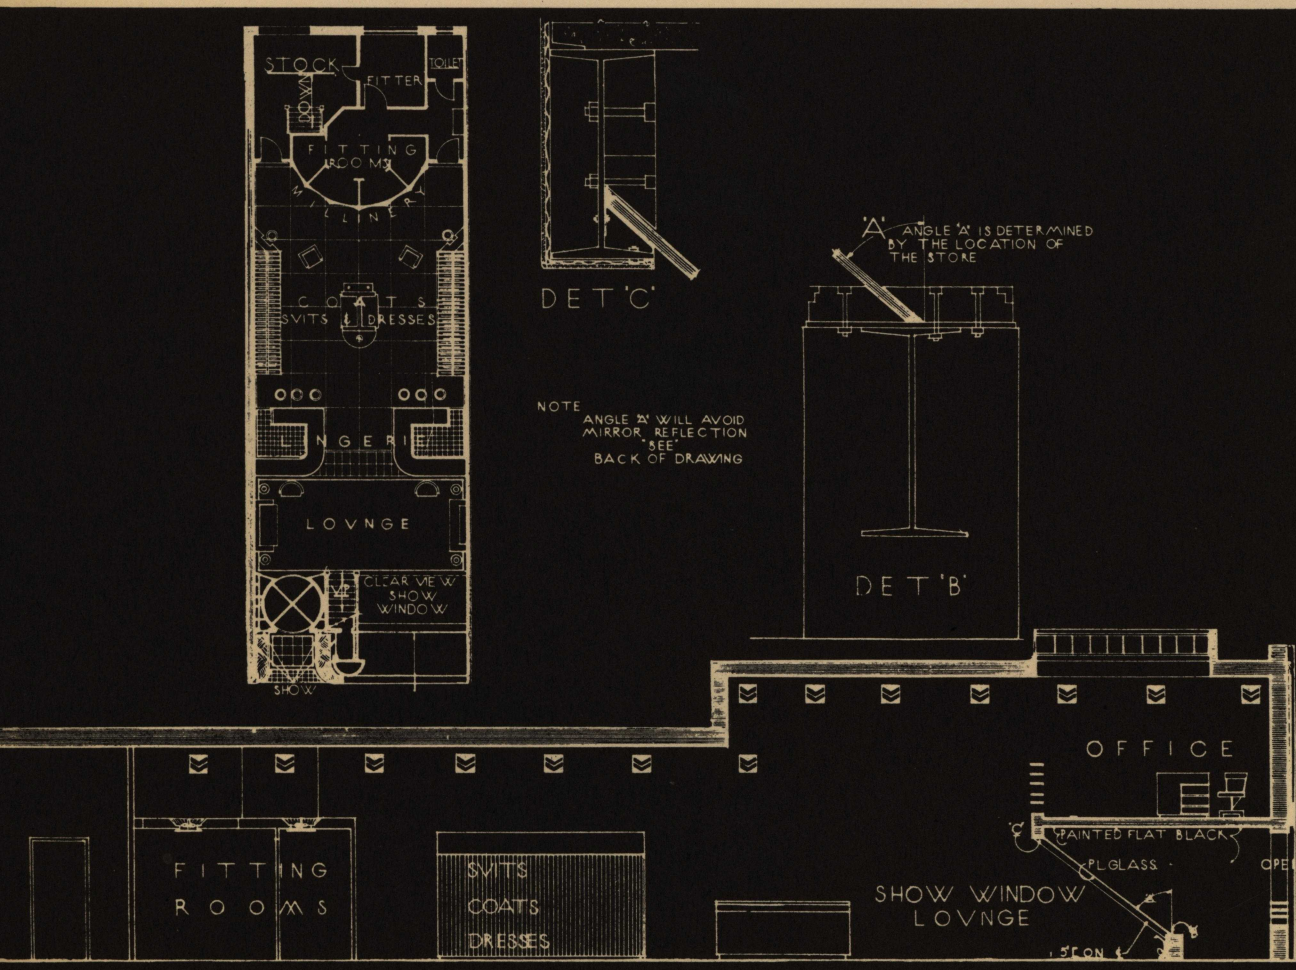 STOCK
DOWN
FITTER
TOILET
FITTING
ROOMS
MILLINERY
COATS
SVITS & DRESSES
LINGERIE
LOVNGE
VP
CLEAR VIEW
SHOW
WINDOW
SHOW
DET 'C'
NOTE
ANGLE 'A' WILL AVOID
MIRROR REFLECTION
"SEE"
BACK OF DRAWING
'A' ANGLE 'A' IS DETERMINED
BY THE LOCATION OF
THE STORE
DET 'B'
OFFICE
'C'
PAINTED FLAT BLACK
PL. GLASS
OPE
SHOW WINDOW
LOVNGE
'B'
FITTING
ROOMS
SVITS
COATS
DRESSES